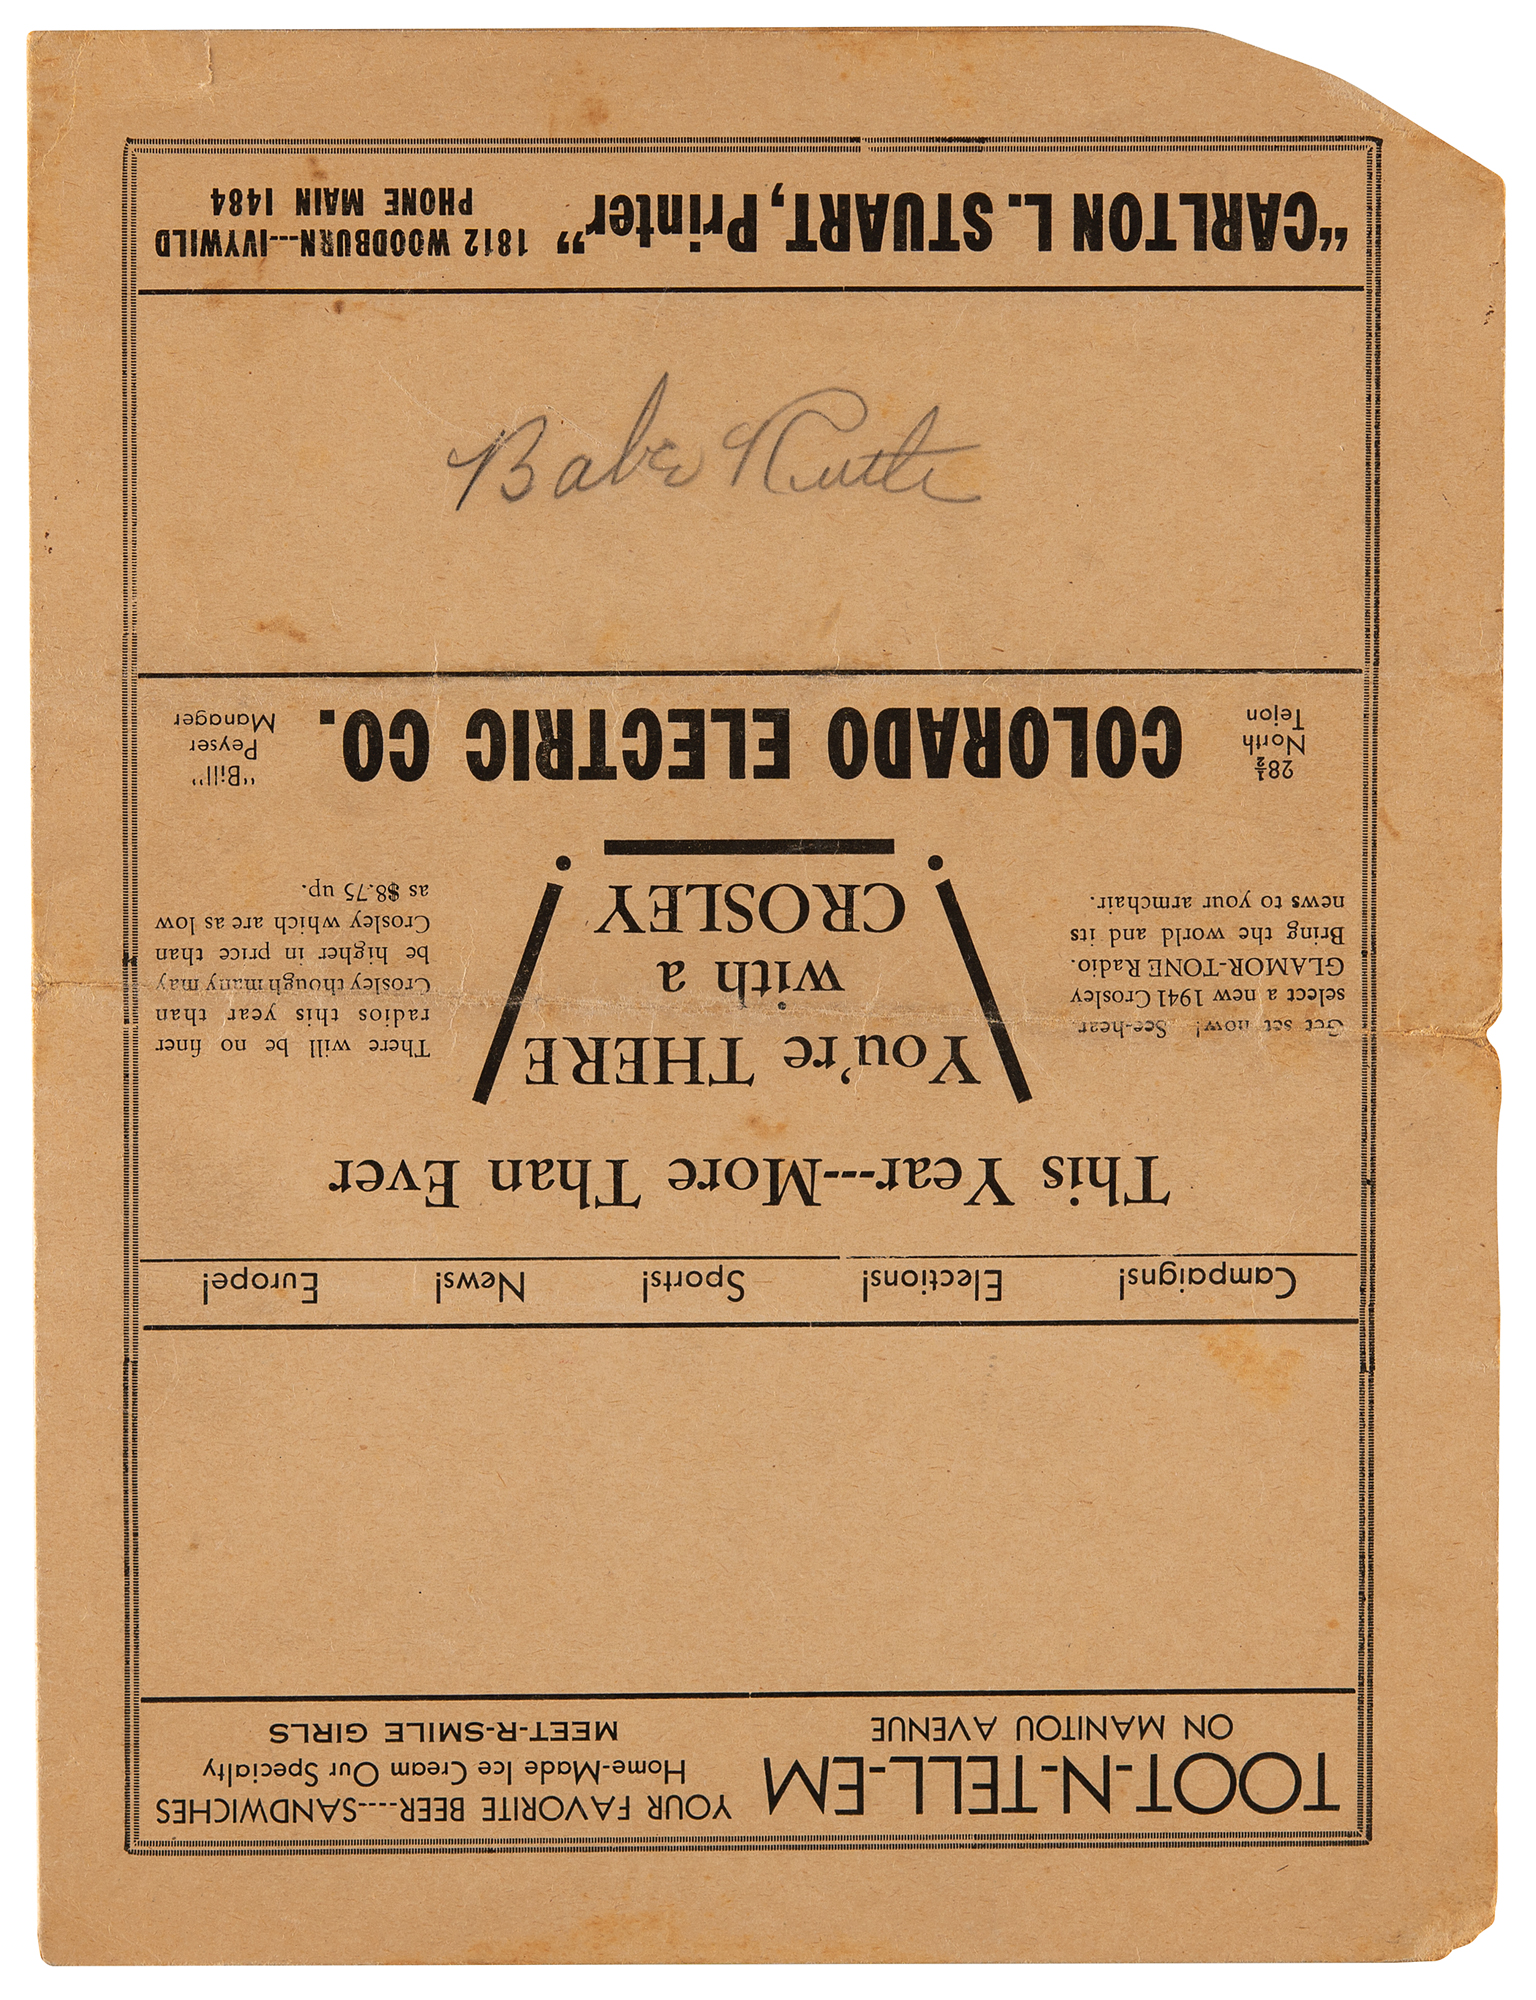 TOOT-N-TELL-EM
ON MANITOU AVENUE
YOUR FAVORITE BEER----SANDWICHES
Home-Made Ice Cream Our Specialty
MEET-R-SMILE GIRLS
Campaigns! Elections! Sports! News! Europe!
This Year---More Than Ever
Get set now! See-hear
select a new 1941 Crosley
GLAMOR-TONE Radio.
Bring the world and its
news to your armchair.
You're THERE
with a
CROSLEY
There will be no finer
radios this year than
Crosley though many may
be higher in price than
Crosley which are as low
as $8.75 up.
28½
North
Tejon
COLORADO ELECTRIC CO.
"Bill"
Peyser
Manager
Babe Ruth
"CARLTON L. STUART, Printer"
1812 WOODBURN---IVYWILD
PHONE MAIN 1484